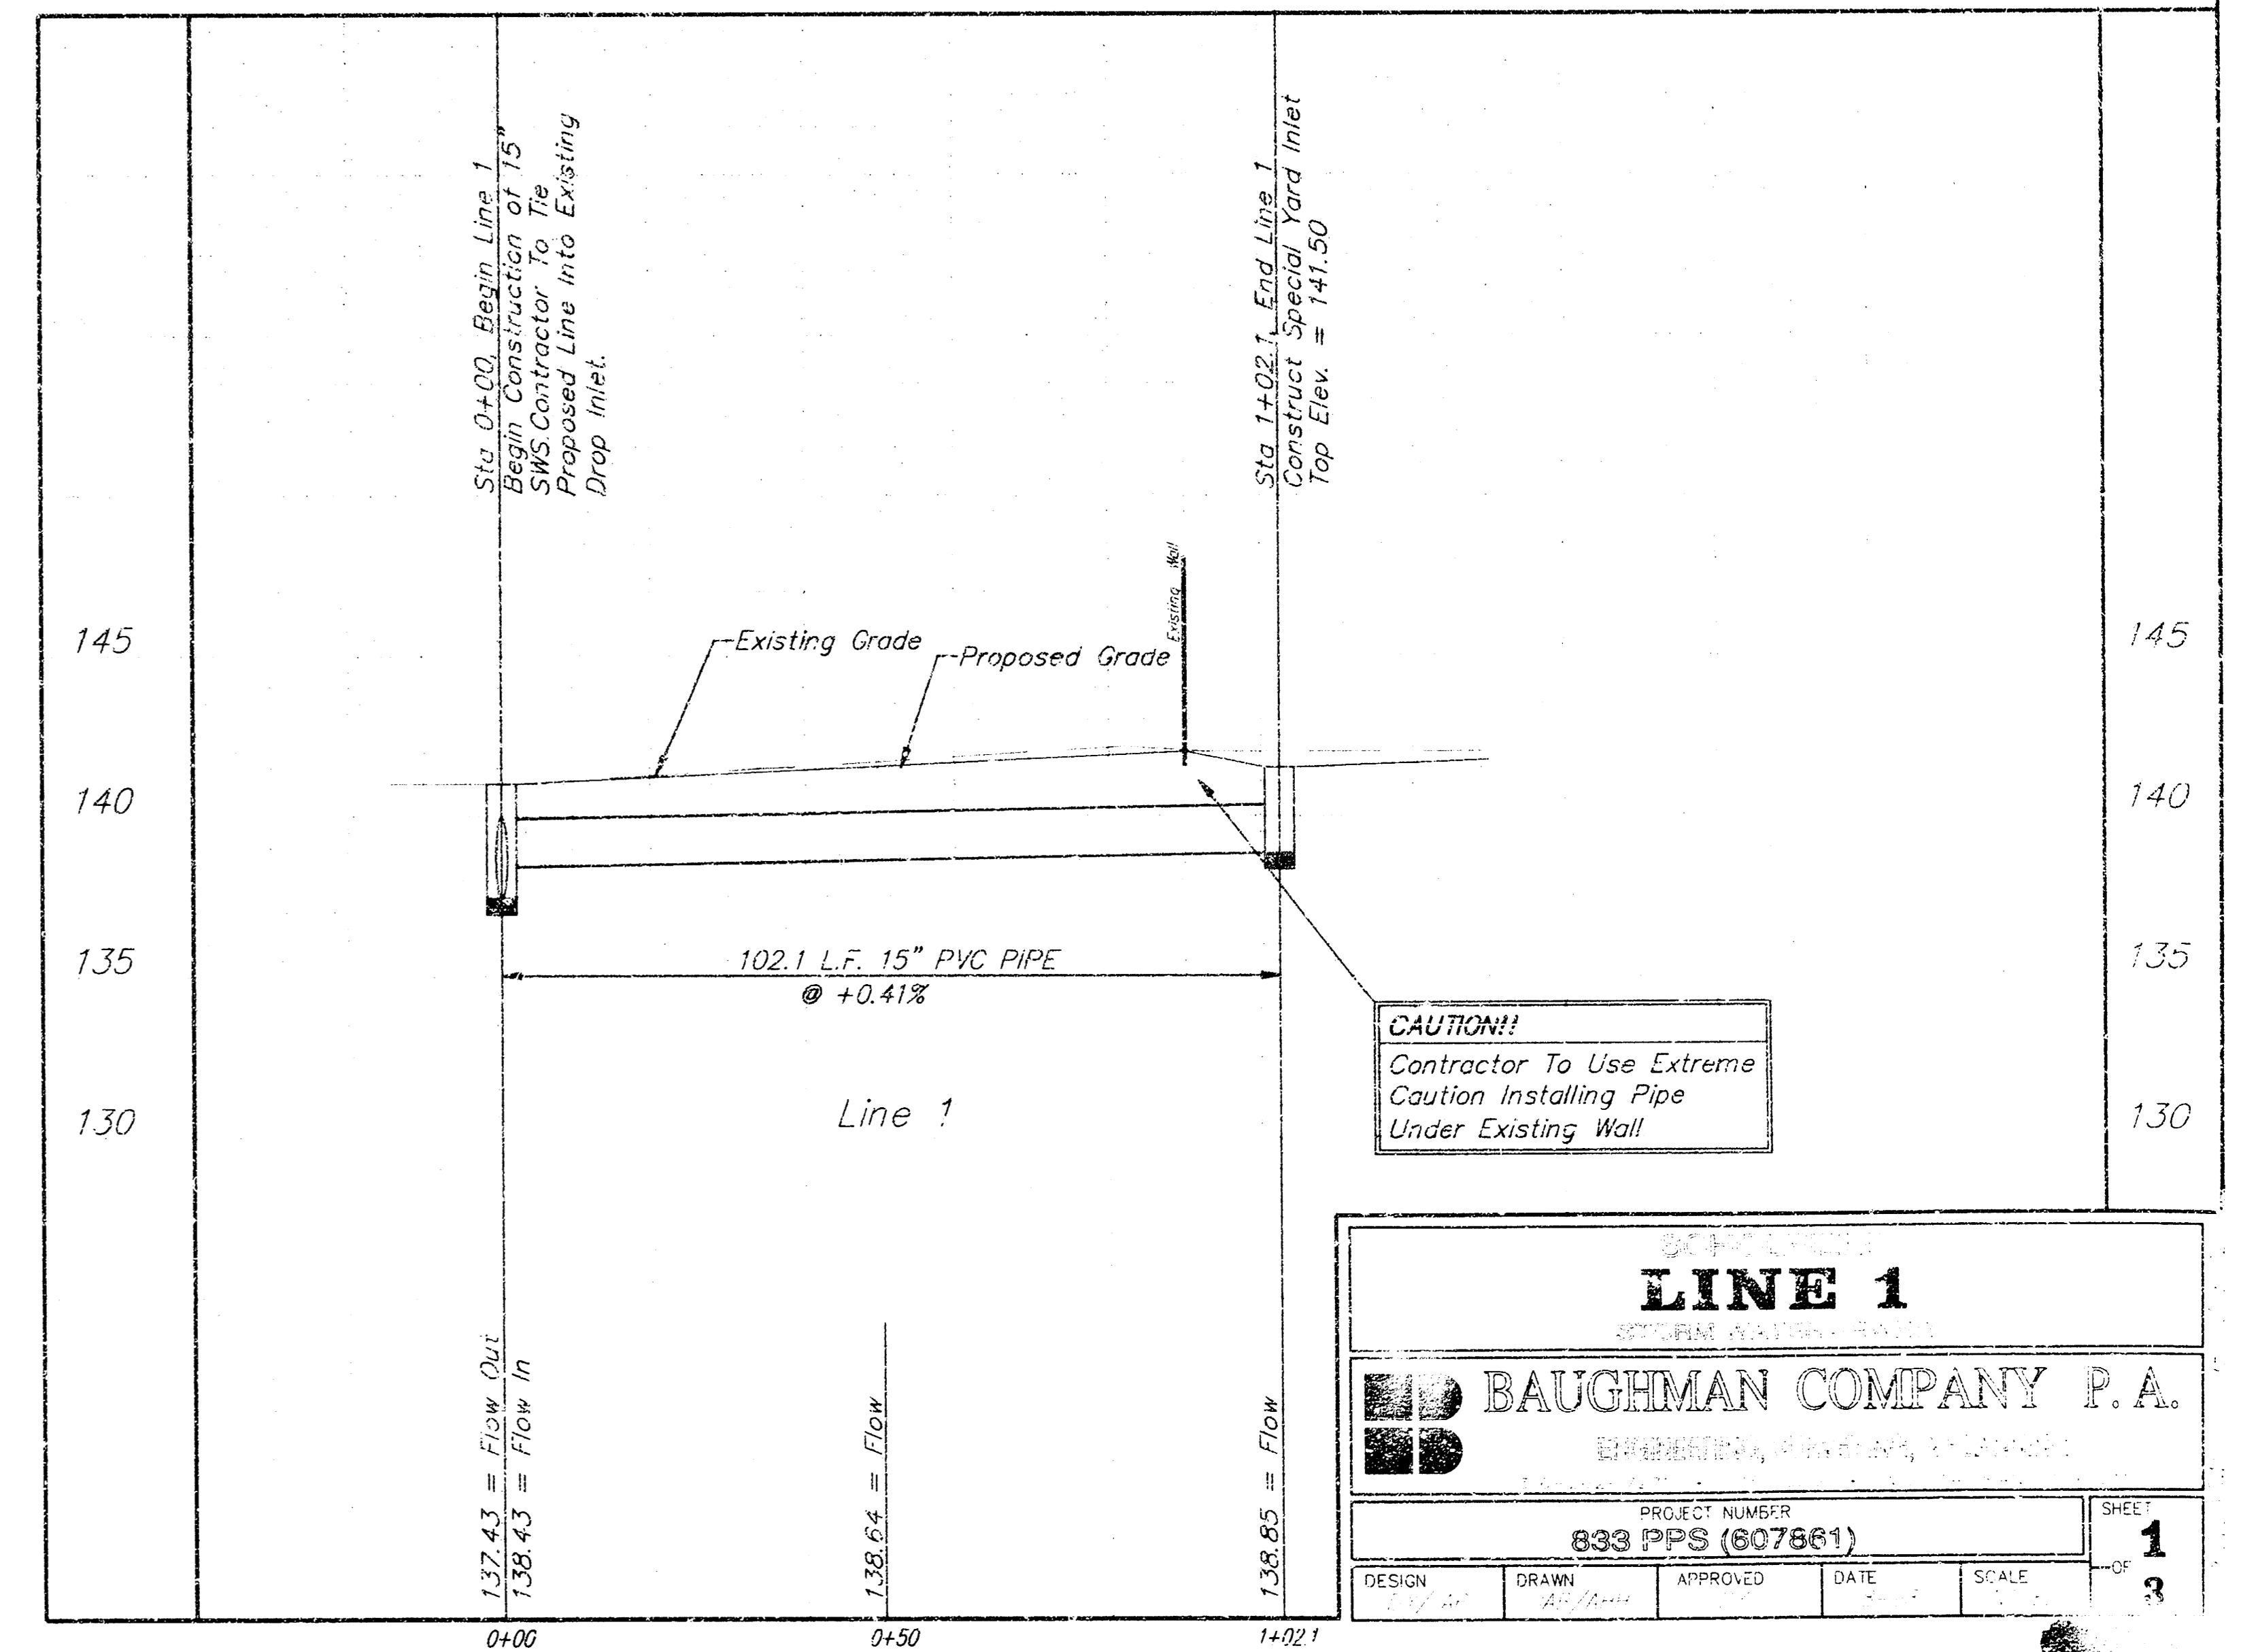 Sta 0+00, Begin Line 1
Begin Construction of 15"
SWS. Contractor To Tie
Proposed Line Into Existing
Drop Inlet.
Sta 1+02.1, End Line 1
Construct Special Yard Inlet
Top Elev. = 141.50
Existing Wall
145
145
Existing Grade
Proposed Grade
140
140
135
135
102.1 L.F. 15" PVC PIPE
@ +0.41%
CAUTION!!
Contractor To Use Extreme
Caution Installing Pipe
Under Existing Wall
130
130
Line 1
137.43 = Flow Out
138.43 = Flow In
138.64 = Flow
138.85 = Flow
0+00
0+50
1+02.1
LINE 1
BAUGHMAN COMPANY P. A.
PROJECT NUMBER
833 PPS (607861)
SHEET
1
OF
3
DESIGN
DRAWN
APPROVED
DATE
SCALE